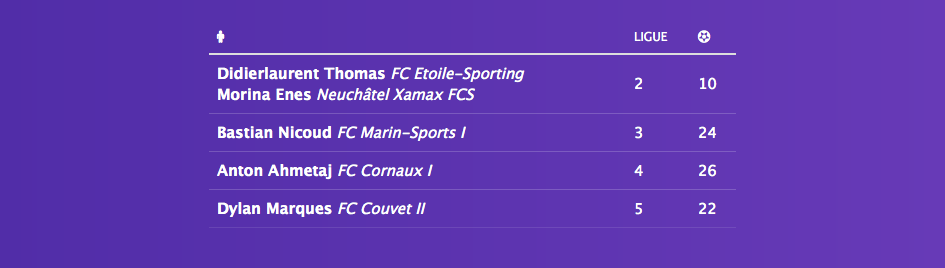 LIGUE
Didierlaurent Thomas FC Etoile-Sporting 2 10
Morina Enes Neuchâtel Xamax FCS
Bastian Nicoud FC Marin-Sports I 3 24
Anton Ahmetaj FC Cornaux I 4 26
Dylan Marques FC Couvet II 5 22